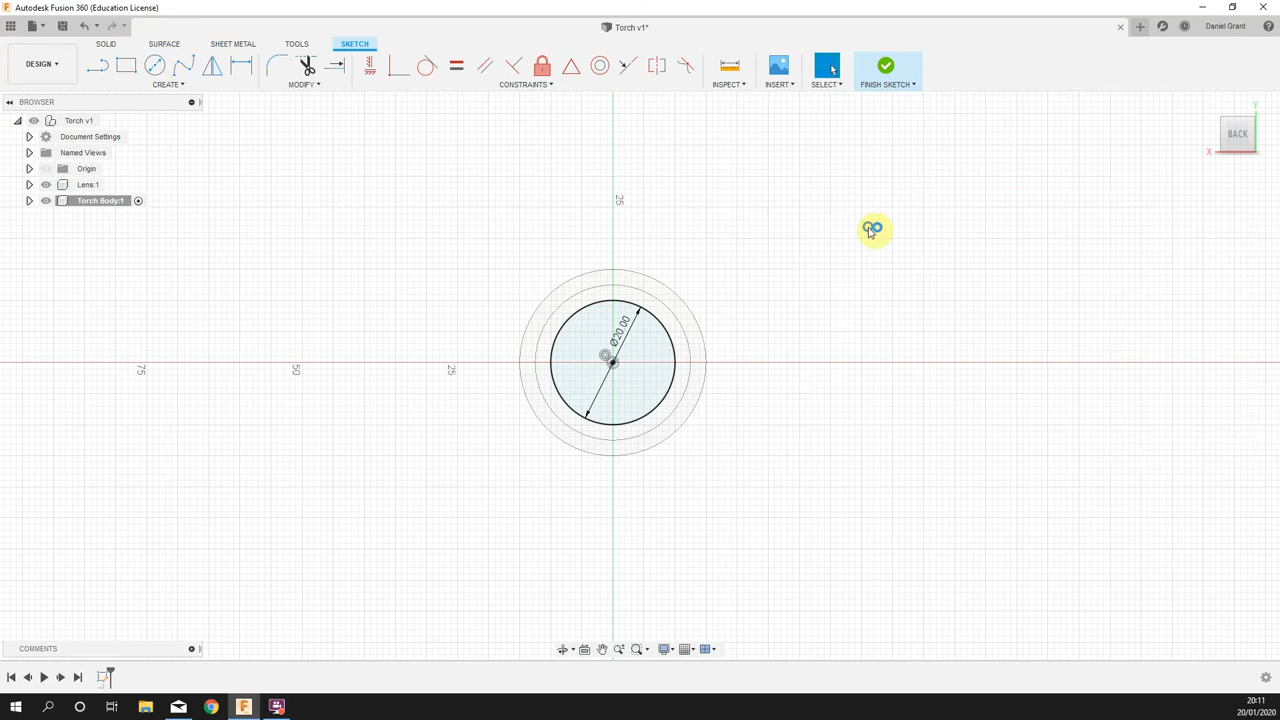 Autodesk Fusion 360 (Education License)
Torch v1*
Daniel Grant
SOLID SURFACE SHEET METAL TOOLS SKETCH
DESIGN
CREATE MODIFY CONSTRAINTS INSPECT INSERT SELECT FINISH SKETCH
BROWSER
Torch v1
Document Settings
Named Views
Origin
Lens:1
Torch Body:1
Y
BACK
X
25
Ø20.00
75 50 25
COMMENTS
20:11
20/01/2020